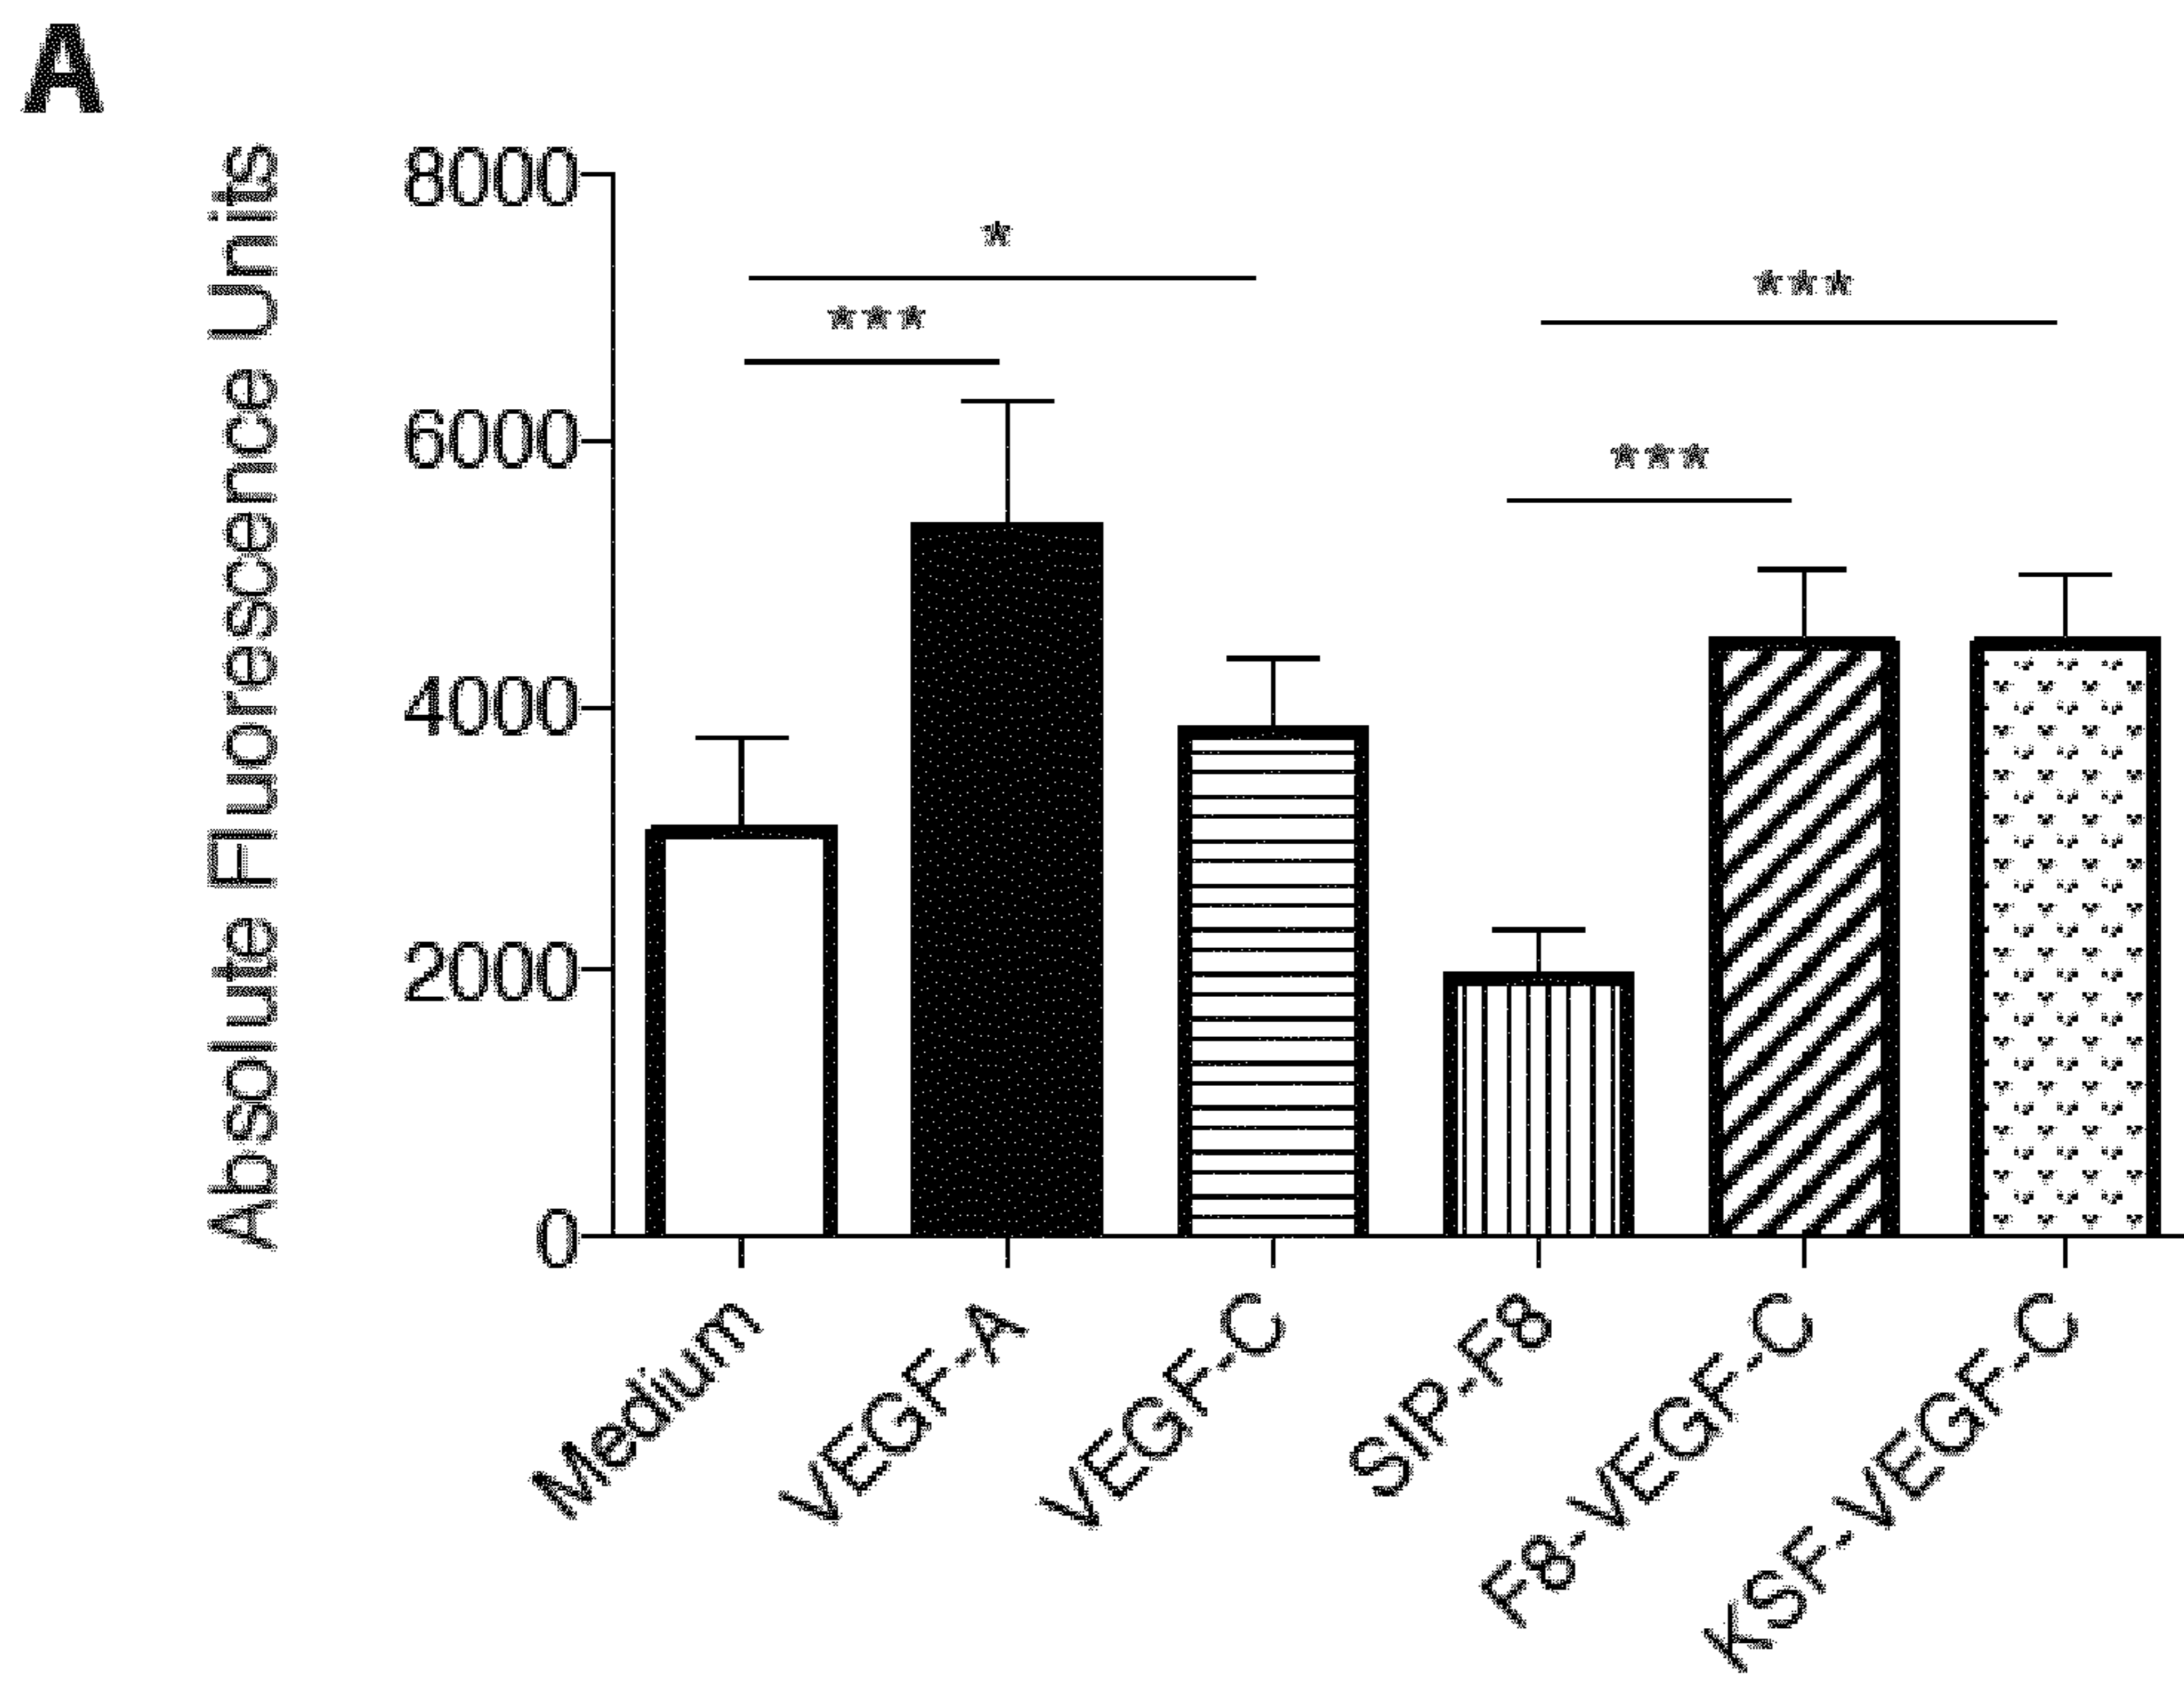 A
Absolute Fluorescence Units
8000
6000
4000
2000
0
*
***
***
***
Medium
VEGF-A
VEGF-C
SIP-F8
F8-VEGF-C
KSF-VEGF-C